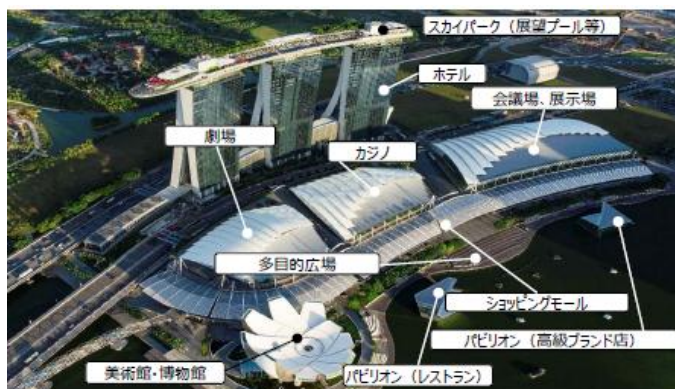 スカイパーク（展望プール等）
ホテル
会議場、展示場
劇場
カジノ
多目的広場
ショッピングモール
パビリオン（高級ブランド店）
美術館・博物館
パビリオン（レストラン）